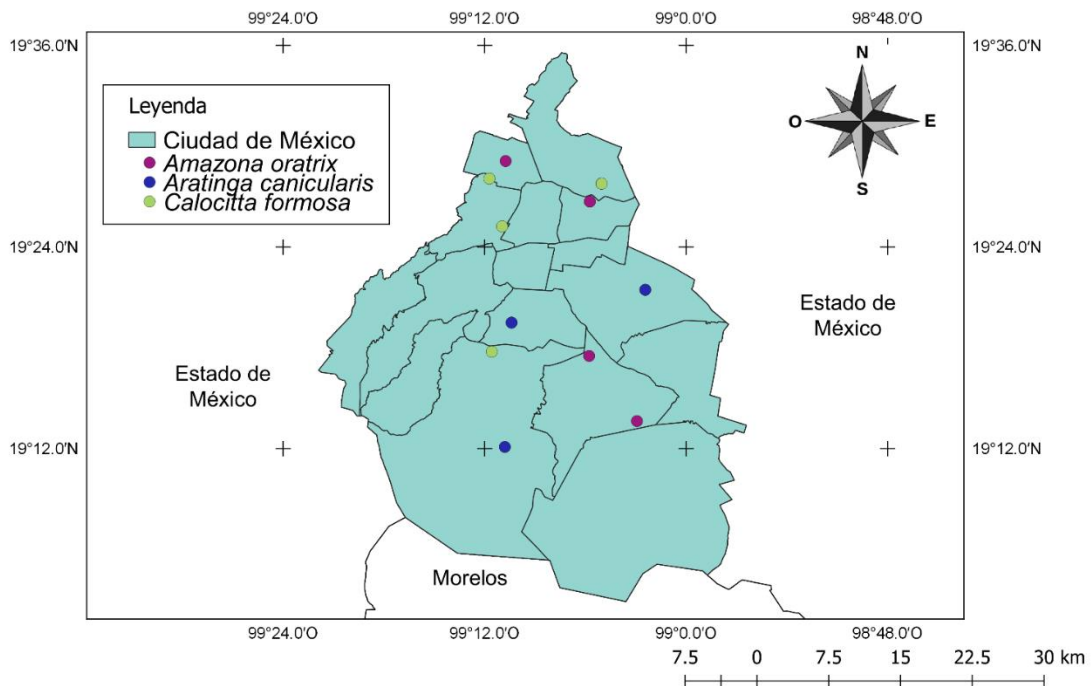 99°24.0′O 99°12.0′O 99°0.0′O 98°48.0′O
19°36.0′N 19°36.0′N
N
O E
S
Leyenda
Ciudad de México
Amazona oratrix
Aratinga canicularis
Calocitta formosa
19°24.0′N 19°24.0′N
Estado de
México
Estado de
México
19°12.0′N 19°12.0′N
Morelos
99°24.0′O 99°12.0′O 99°0.0′O 98°48.0′O
7.5 0 7.5 15 22.5 30 km